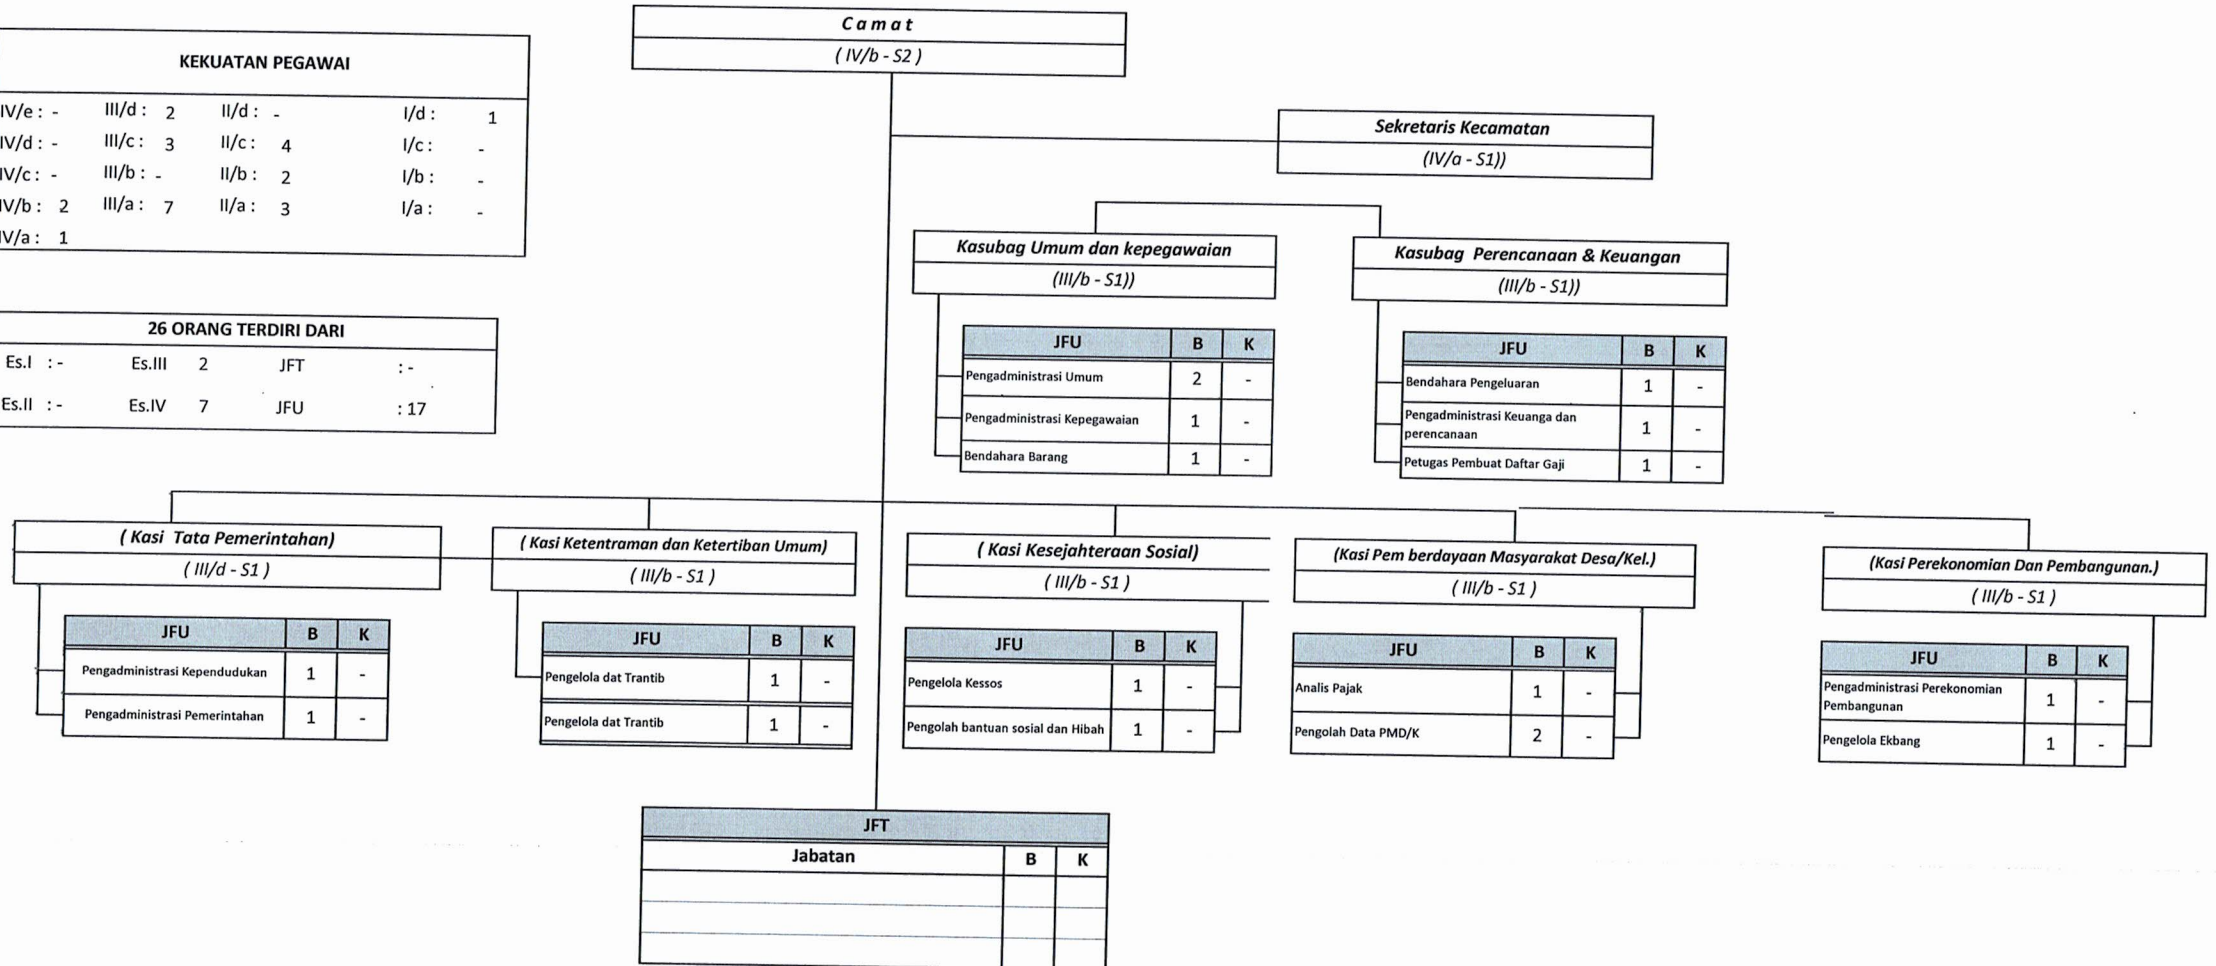 Camat
( IV/b - S2 )
KEKUATAN PEGAWAI
IV/e : - III/d : 2 II/d : - I/d : 1
IV/d : - III/c : 3 II/c : 4 I/c : -
IV/c : - III/b : - II/b : 2 I/b : -
IV/b : 2 III/a : 7 II/a : 3 I/a : -
IV/a : 1
Sekretaris Kecamatan
(IV/a - S1))
Kasubag Umum dan kepegawaian
(III/b - S1))
Kasubag Perencanaan & Keuangan
(III/b - S1))
26 ORANG TERDIRI DARI
Es.I : - Es.III 2 JFT : -
Es.II : - Es.IV 7 JFU : 17
JFU B K
Pengadministrasi Umum 2 -
Pengadministrasi Kepegawaian 1 -
Bendahara Barang 1 -
JFU B K
Bendahara Pengeluaran 1 -
Pengadministrasi Keuanga dan
perencanaan 1 -
Petugas Pembuat Daftar Gaji 1 -
( Kasi Tata Pemerintahan)
( III/d - S1 )
JFU B K
Pengadministrasi Kependudukan 1 -
Pengadministrasi Pemerintahan 1 -
( Kasi Ketentraman dan Ketertiban Umum)
( III/b - S1 )
JFU B K
Pengelola dat Trantib 1 -
Pengelola dat Trantib 1 -
( Kasi Kesejahteraan Sosial)
( III/b - S1 )
JFU B K
Pengelola Kessos 1 -
Pengolah bantuan sosial dan Hibah 1 -
(Kasi Pem berdayaan Masyarakat Desa/Kel.)
( III/b - S1 )
JFU B K
Analis Pajak 1 -
Pengolah Data PMD/K 2 -
(Kasi Perekonomian Dan Pembangunan.)
( III/b - S1 )
JFU B K
Pengadministrasi Perekonomian
Pembangunan 1 -
Pengelola Ekbang 1 -
JFT
Jabatan B K